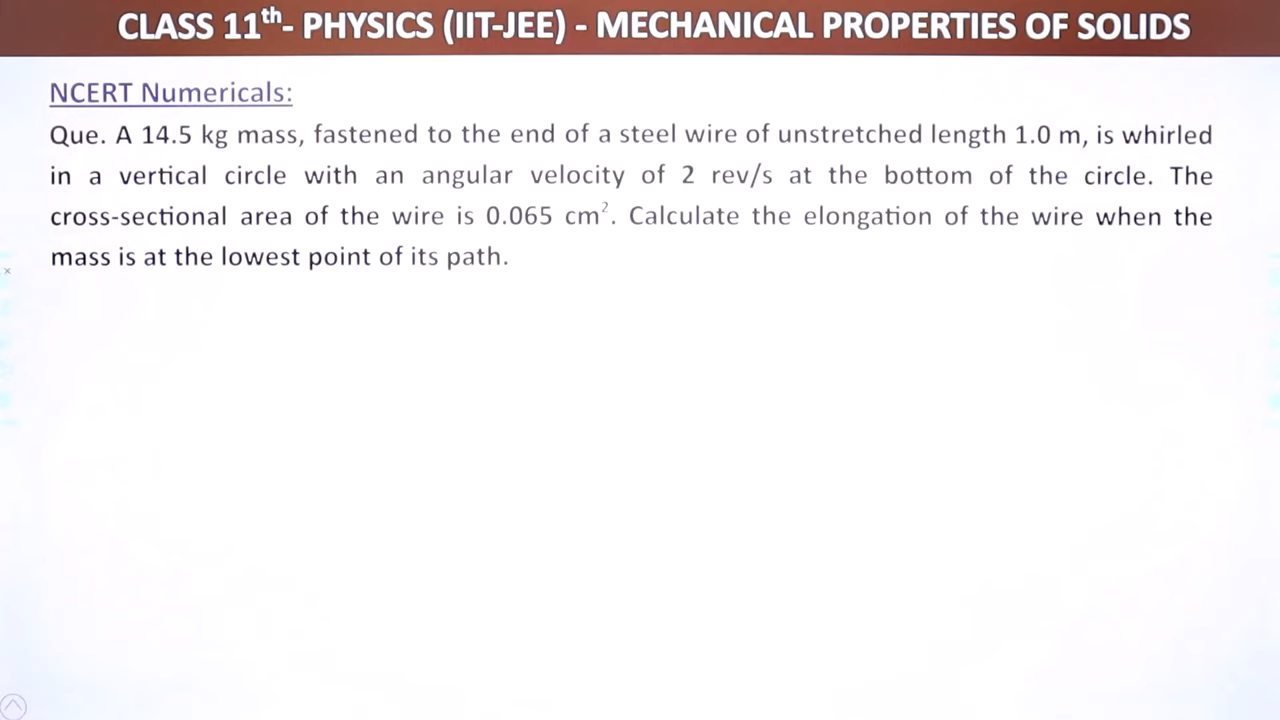 CLASS 11th- PHYSICS (IIT-JEE) - MECHANICAL PROPERTIES OF SOLIDS
NCERT Numericals:
Que. A 14.5 kg mass, fastened to the end of a steel wire of unstretched length 1.0 m, is whirled
in a vertical circle with an angular velocity of 2 rev/s at the bottom of the circle. The
cross-sectional area of the wire is 0.065 cm². Calculate the elongation of the wire when the
mass is at the lowest point of its path.